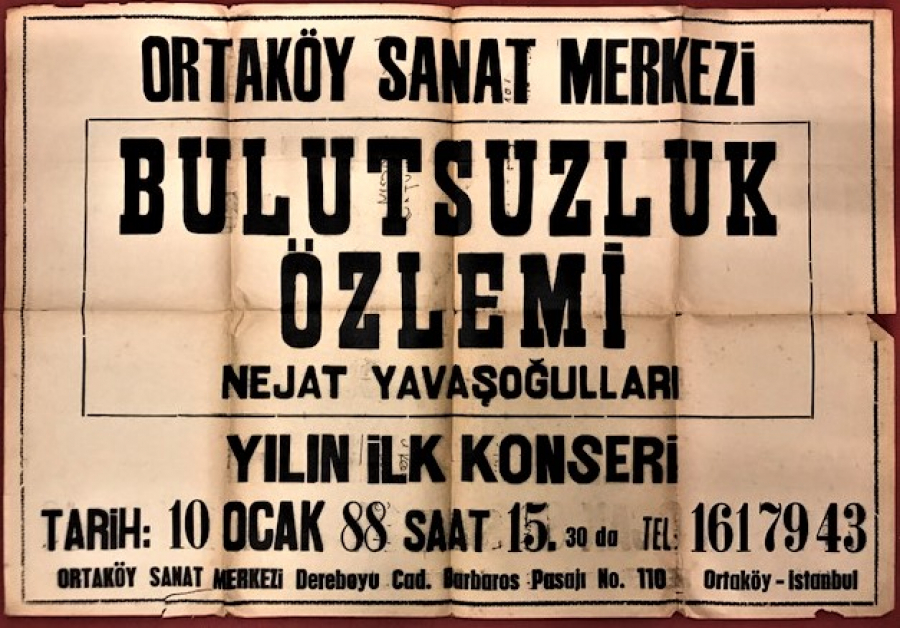 ORTAKÖY SANAT MERKEZİ
BULUTSUZLUK
ÖZLEMİ
NEJAT YAVAŞOĞULLARI
YILIN İLK KONSERİ
TARİH: 10 OCAK 88 SAAT 15.30 da TEL: 161 79 43
ORTAKÖY SANAT MERKEZİ Dereboyu Cad. Barbaros Pasajı No. 110 Ortaköy - İstanbul